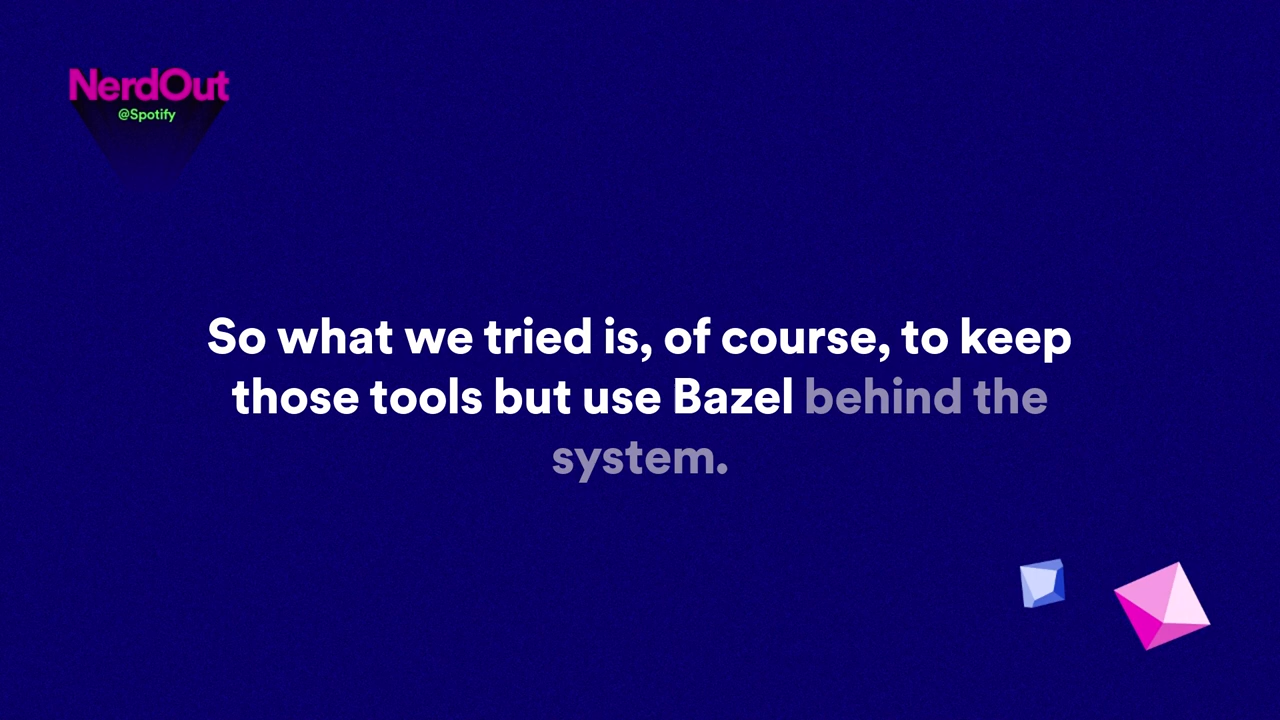 NerdOut
@Spotify
So what we tried is, of course, to keep
those tools but use Bazel behind the
system.